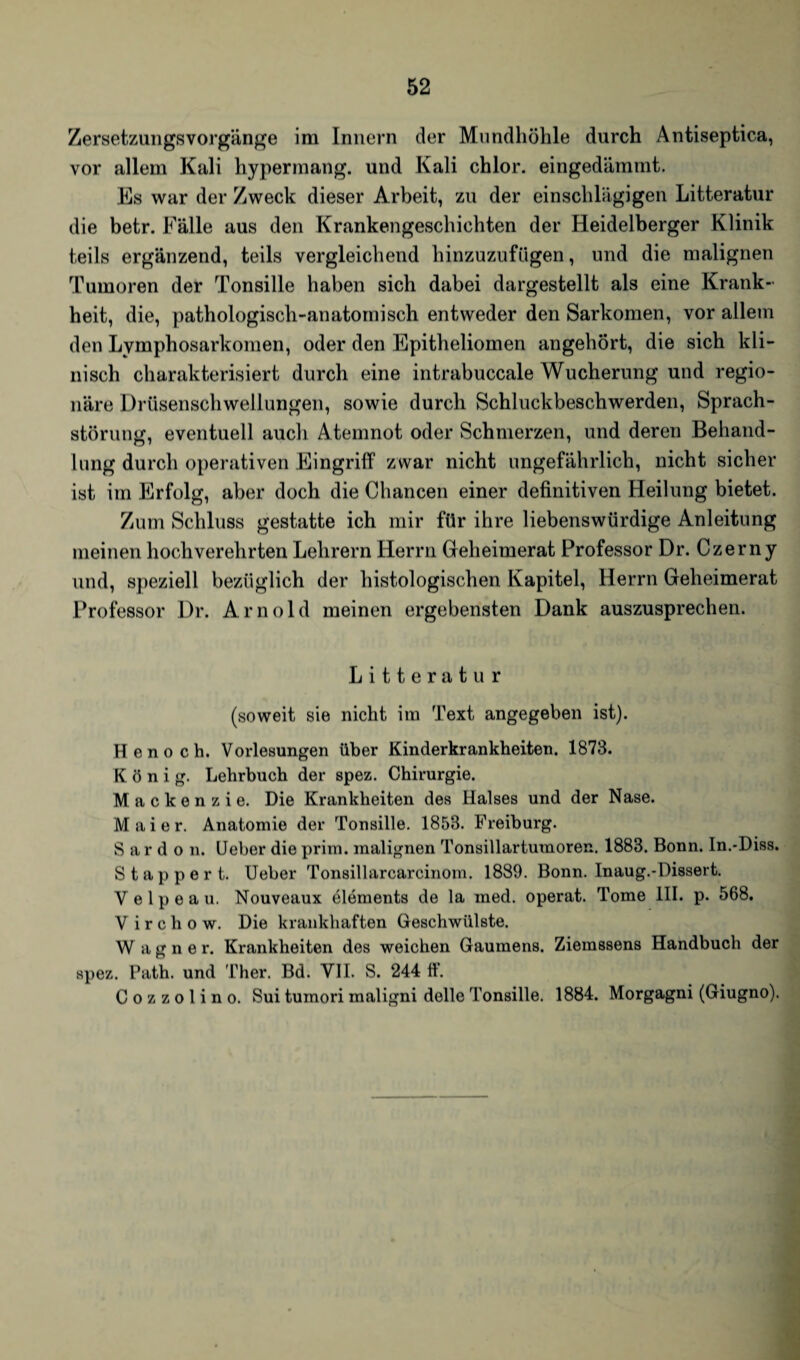 52
Zersetzungsvorgänge im Innern der Mundhöhle durch Antiseptica,
vor allem Kali hypermang. und Kali chlor. eingedämmt.
Es war der Zweck dieser Arbeit, zu der einschlägigen Litteratur
die betr. Fälle aus den Krankengeschichten der Heidelberger Klinik
teils ergänzend, teils vergleichend hinzuzufügen, und die malignen
Tumoren der Tonsille haben sich dabei dargestellt als eine Krank-
heit, die, pathologisch-anatomisch entweder den Sarkomen, vor allem
den Lymphosarkomen, oder den Epitheliomen angehört, die sich kli-
nisch charakterisiert durch eine intrabuccale Wucherung und regio-
näre Drüsenschwellungen, sowie durch Schluckbeschwerden, Sprach-
störung, eventuell auch Atemnot oder Schmerzen, und deren Behand-
lung durch operativen Eingriff zwar nicht ungefährlich, nicht sicher
ist im Erfolg, aber doch die Chancen einer definitiven Heilung bietet.
Zum Schluss gestatte ich mir für ihre liebenswürdige Anleitung
meinen hochverehrten Lehrern Herrn Geheimerat Professor Dr. Czerny
und, speziell bezüglich der histologischen Kapitel, Herrn Geheimerat
Professor Dr. Arnold meinen ergebensten Dank auszusprechen.
Litteratur
(soweit sie nicht im Text angegeben ist).
Henoch. Vorlesungen über Kinderkrankheiten. 1873.
König. Lehrbuch der spez. Chirurgie.
Mackenzie. Die Krankheiten des Halses und der Nase.
Maier. Anatomie der Tonsille. 1853. Freiburg.
Sardon. Ueber die prim. malignen Tonsillartumoren. 1883. Bonn. In.-Diss.
Stappert. Ueber Tonsillarcarcinom. 1889. Bonn. Inaug.-Dissert.
Velpeau. Nouveaux éléments de la med. operat. Tome III. p. 568.
Virchow. Die krankhaften Geschwülste.
Wagner. Krankheiten des weichen Gaumens. Ziemssens Handbuch der
spez. Path. und Ther. Bd. VII. S. 244 ff.
Cozzolino. Sui tumori maligni delle Tonsille. 1884. Morgagni (Giugno).